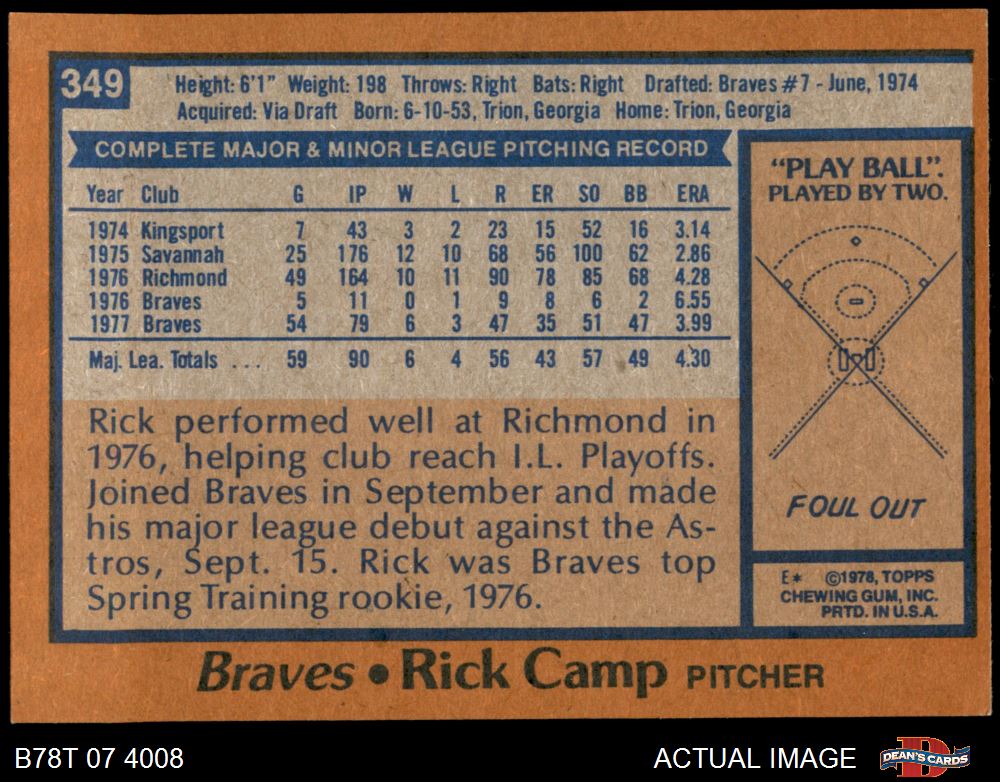 349
Height: 6'1" Weight: 198 Throws: Right Bats: Right Drafted: Braves #7 - June, 1974
Acquired: Via Draft Born: 6-10-53, Trion, Georgia Home: Trion, Georgia
COMPLETE MAJOR & MINOR LEAGUE PITCHING RECORD
Year Club G IP W L R ER SO BB ERA
1974 Kingsport 7 43 3 2 23 15 52 16 3.14
1975 Savannah 25 176 12 10 68 56 100 62 2.86
1976 Richmond 49 164 10 11 90 78 85 68 4.28
1976 Braves 5 11 0 1 9 8 6 2 6.55
1977 Braves 54 79 6 3 47 35 51 47 3.99
Maj. Lea. Totals ... 59 90 6 4 56 43 57 49 4.30
Rick performed well at Richmond in
1976, helping club reach I.L. Playoffs.
Joined Braves in September and made
his major league debut against the As-
tros, Sept. 15. Rick was Braves top
Spring Training rookie, 1976.
"PLAY BALL".
PLAYED BY TWO.
FOUL OUT
E* ©1978, TOPPS
CHEWING GUM, INC.
PRTD. IN U.S.A.
Braves • Rick Camp PITCHER
B78T 07 4008
ACTUAL IMAGE
D
DEAN'S CARDS